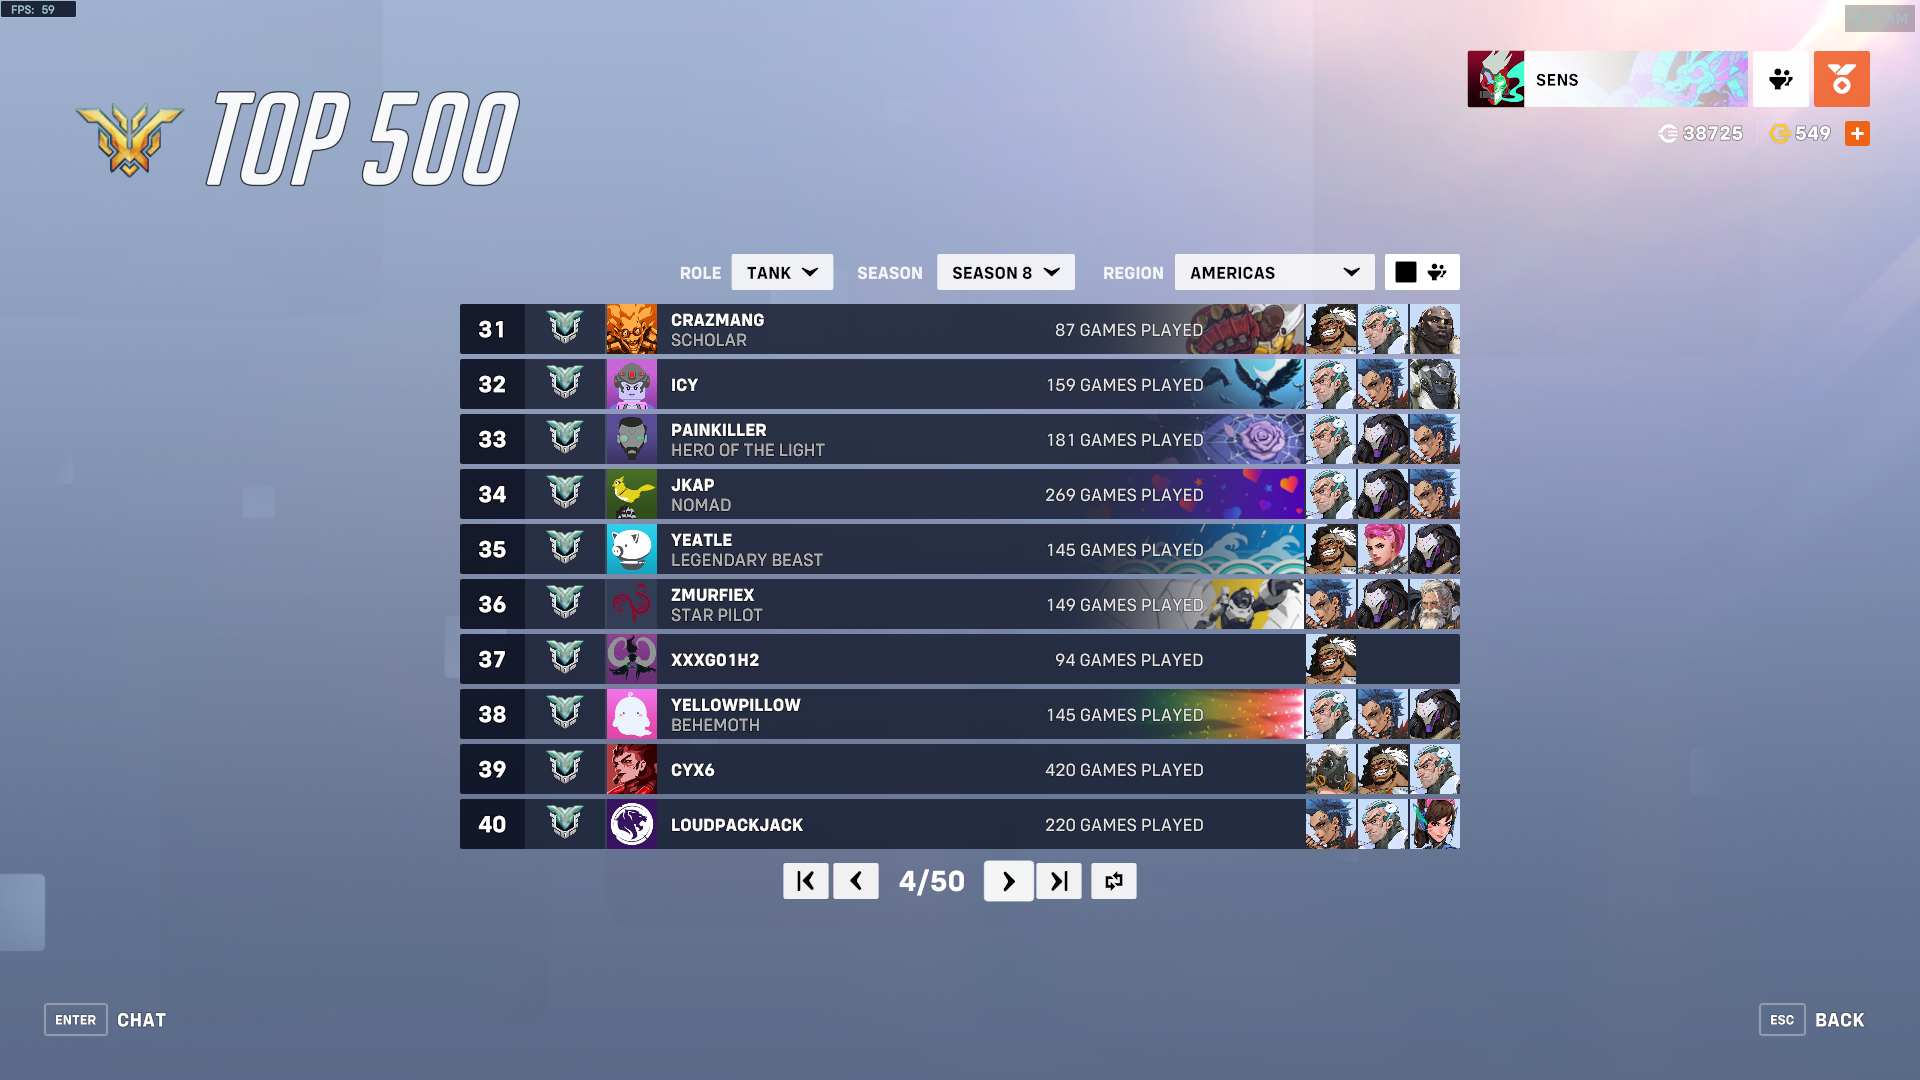 FPS: 59
TOP 500
SENS
38725
549
ROLE
TANK
SEASON
SEASON 8
REGION
AMERICAS
31
CRAZMANG
SCHOLAR
87 GAMES PLAYED
32
ICY
159 GAMES PLAYED
33
PAINKILLER
HERO OF THE LIGHT
181 GAMES PLAYED
34
JKAP
NOMAD
269 GAMES PLAYED
35
YEATLE
LEGENDARY BEAST
145 GAMES PLAYED
36
ZMURFIEX
STAR PILOT
149 GAMES PLAYED
37
XXXG01H2
94 GAMES PLAYED
38
YELLOWPILLOW
BEHEMOTH
145 GAMES PLAYED
39
CYX6
420 GAMES PLAYED
40
LOUDPACKJACK
220 GAMES PLAYED
4/50
ENTER
CHAT
ESC
BACK